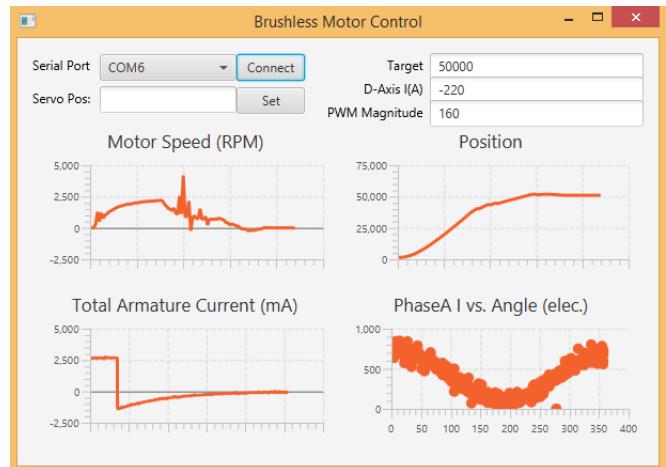 Brushless Motor Control
Serial Port COM6 Connect
Servo Pos: Set
Target 50000
D-Axis I(A) -220
PWM Magnitude 160
Motor Speed (RPM)
5,000
2,500
0
-2,500
Position
75,000
50,000
25,000
0
Total Armature Current (mA)
5,000
2,500
0
-2,500
PhaseA I vs. Angle (elec.)
1,000
500
0
0 50 100 150 200 250 300 350 400